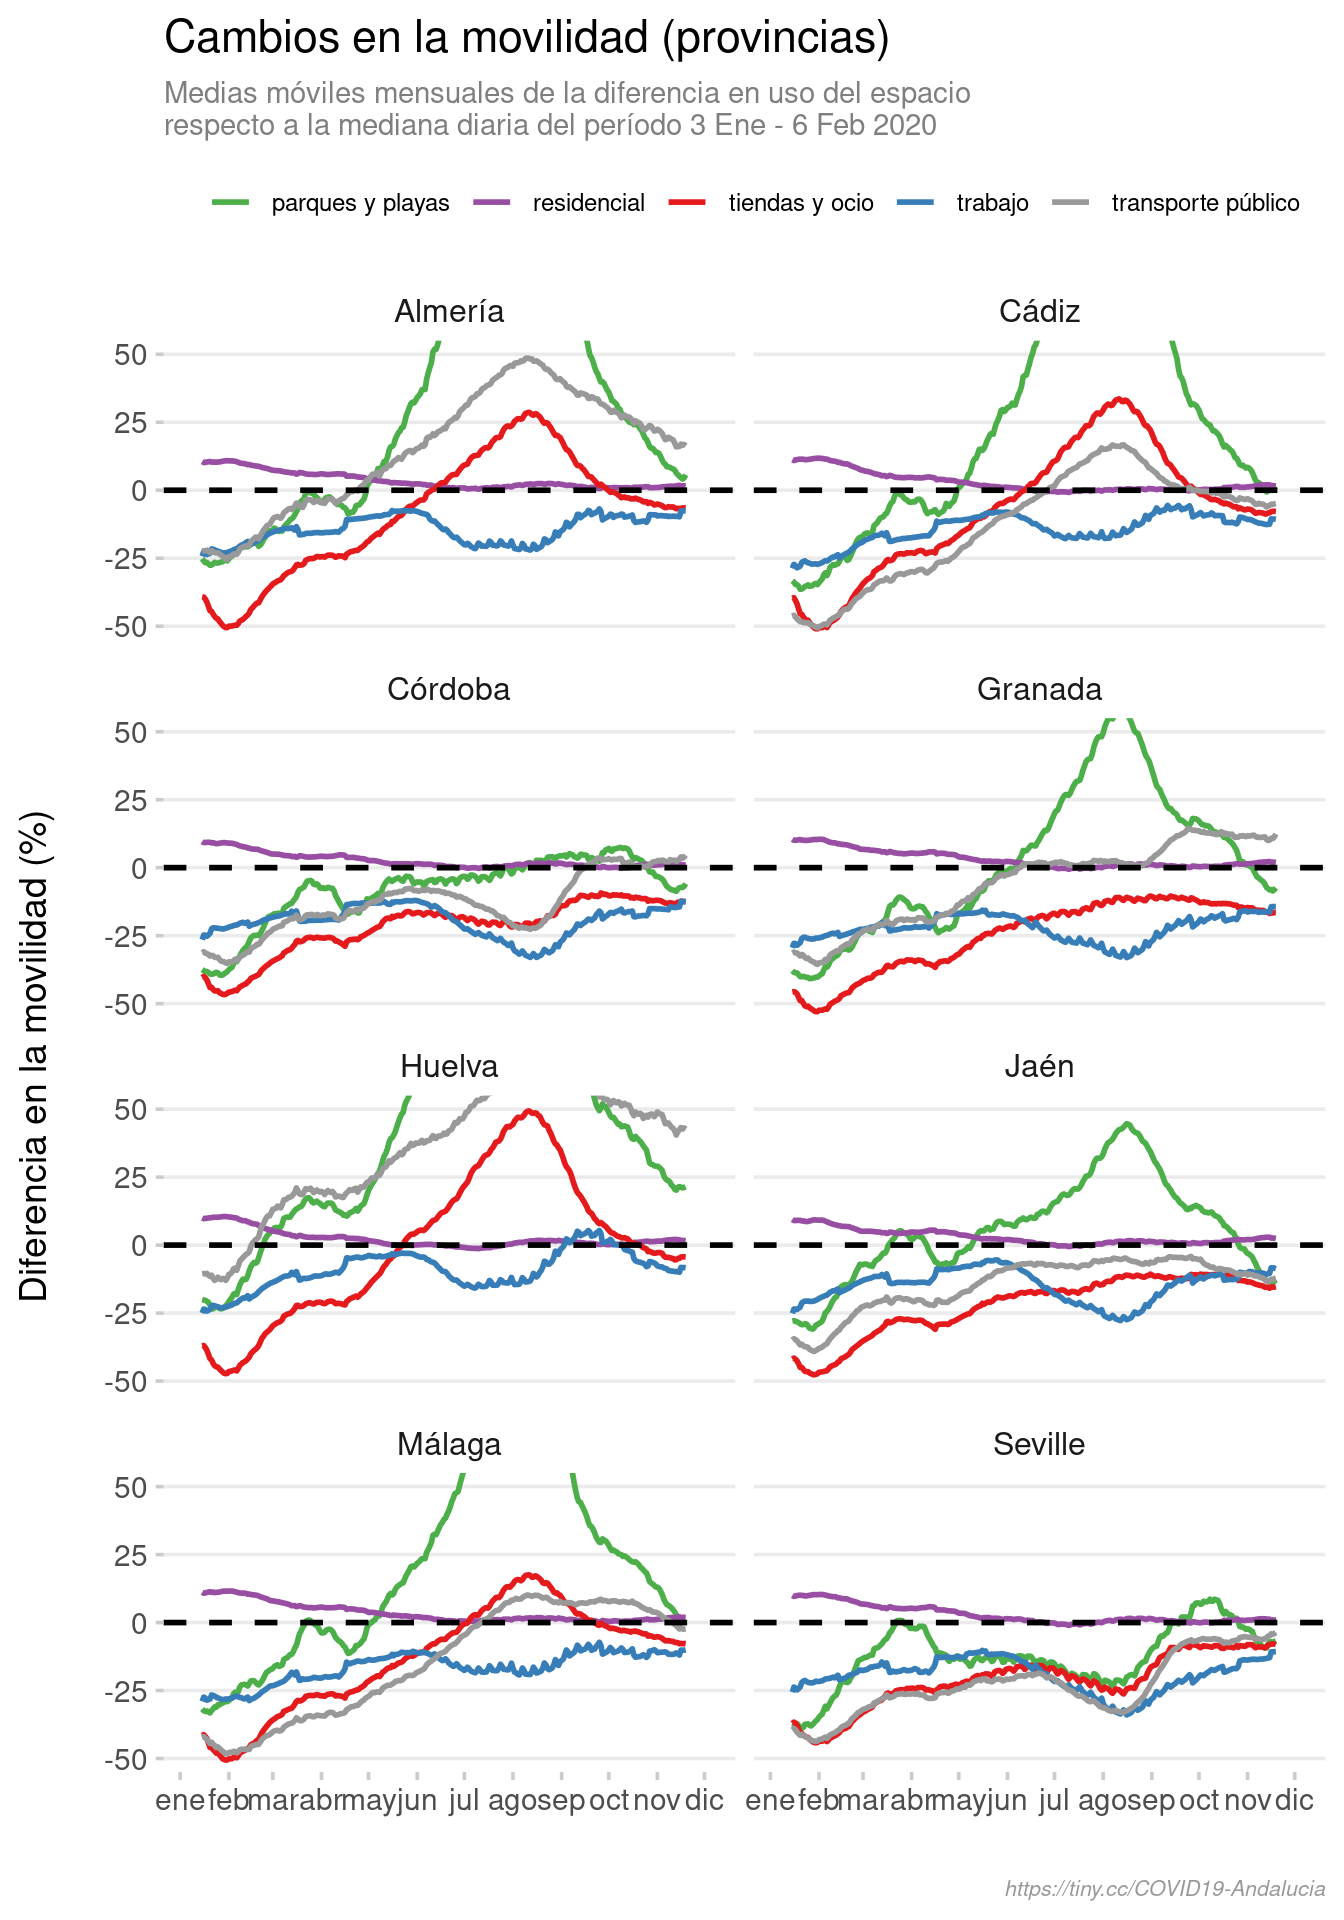 Cambios en la movilidad (provincias)
Medias móviles mensuales de la diferencia en uso del espacio
respecto a la mediana diaria del período 3 Ene - 6 Feb 2020
parques y playas residencial tiendas y ocio trabajo transporte público
Almería Cádiz
50
25
0
-25
-50
Córdoba Granada
50
25
0
-25
-50
Diferencia en la movilidad (%)
Huelva Jaén
50
25
0
-25
-50
Málaga Seville
50
25
0
-25
-50
ene feb mar abr may jun jul ago sep oct nov dic ene feb mar abr may jun jul ago sep oct nov dic
https://tiny.cc/COVID19-Andalucia